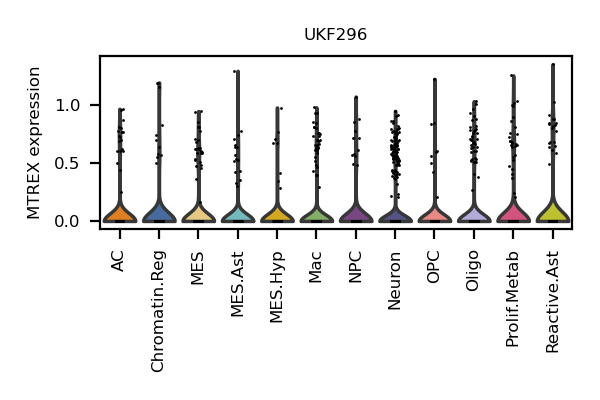 UKF296
MTREX expression
1.0
0.5
0.0
AC
Chromatin.Reg
MES
MES.Ast
MES.Hyp
Mac
NPC
Neuron
OPC
Oligo
Prolif.Metab
Reactive.Ast